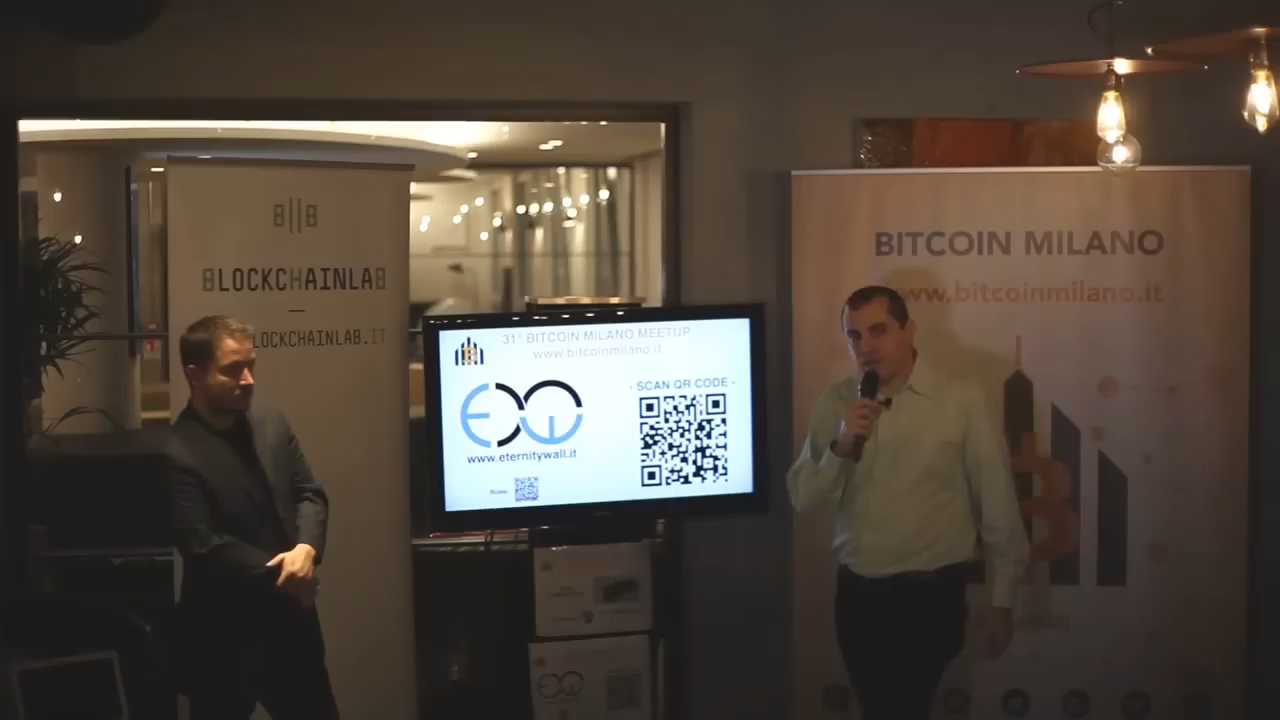 BLOCKCHAINLAB
LOCKCHAINLAB.IT
31° BITCOIN MILANO MEETUP
www.bitcoinmilano.it
- SCAN QR CODE -
www.eternitywall.it
BITCOIN MILANO
www.bitcoinmilano.it